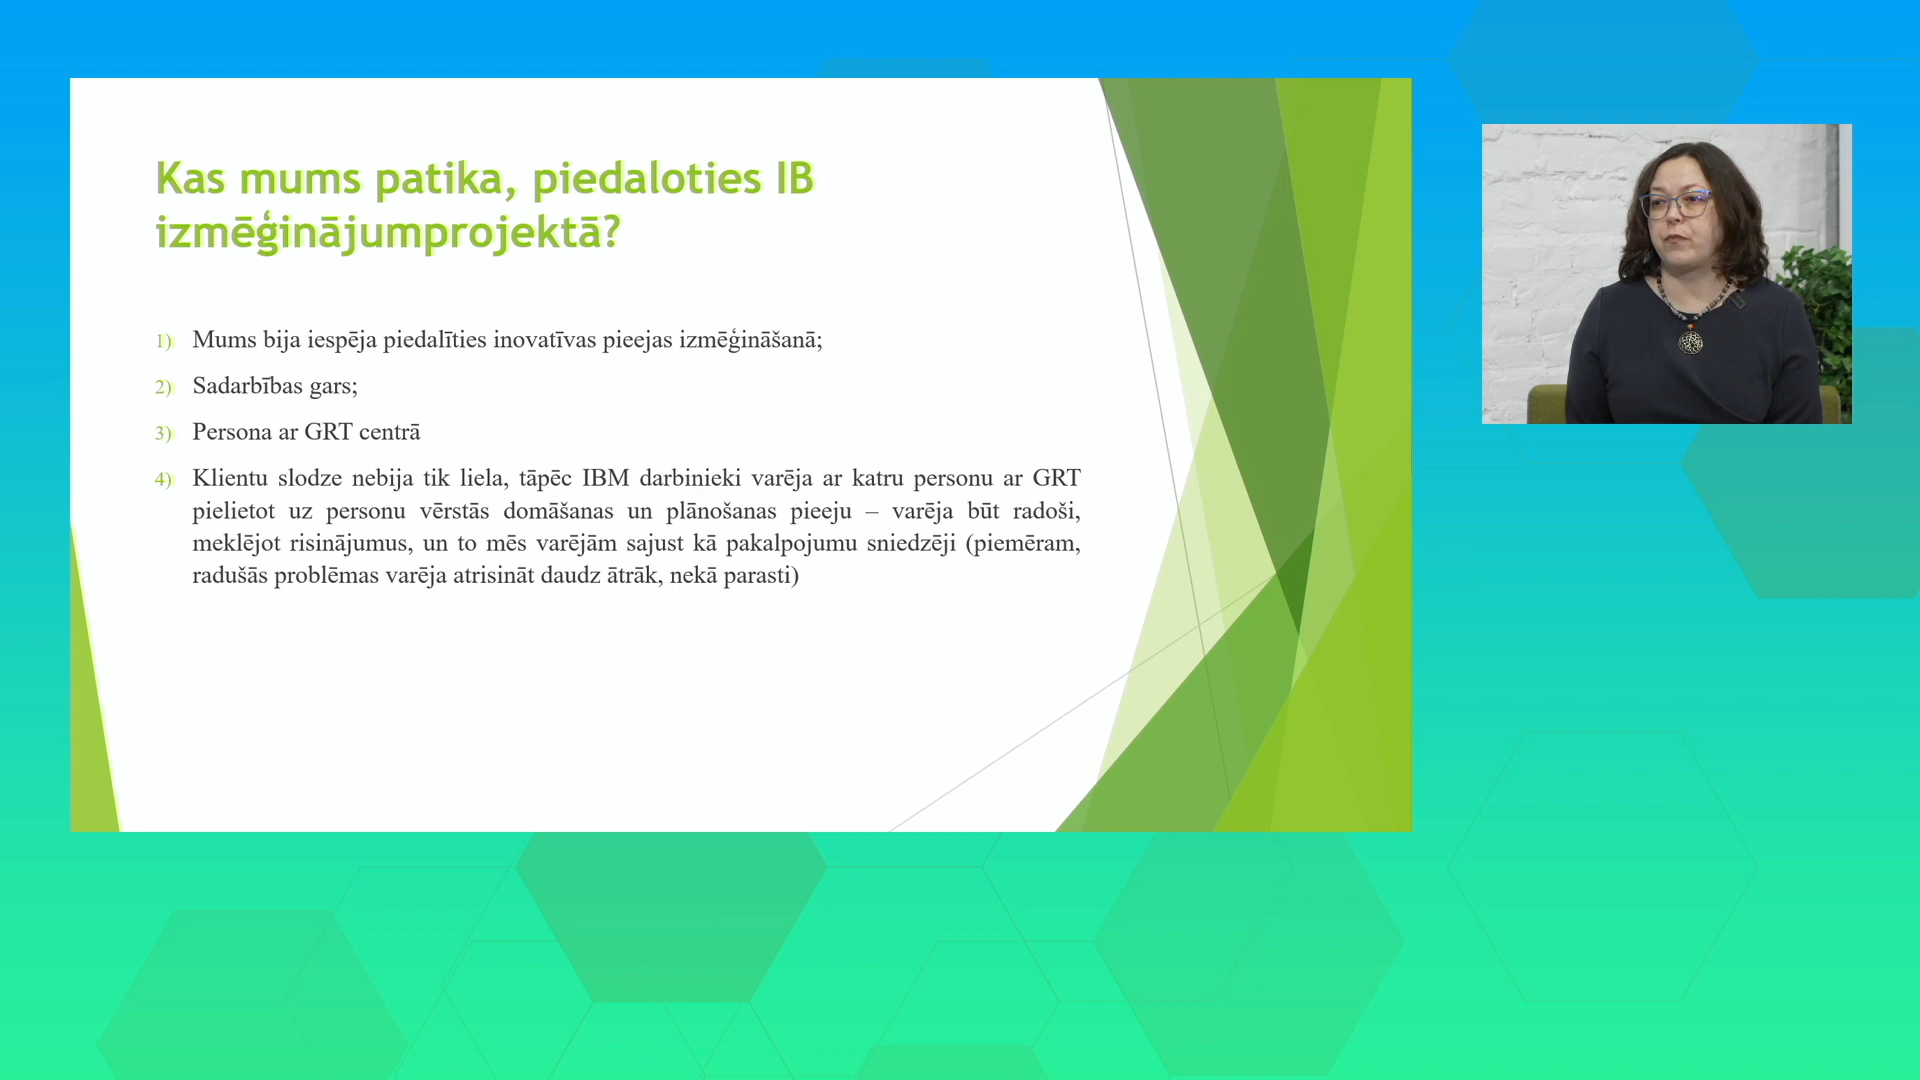 Kas mums patika, piedaloties IB
izmēģinājumprojektā?
1) Mums bija iespēja piedalīties inovatīvas pieejas izmēģināšanā;
2) Sadarbības gars;
3) Persona ar GRT centrā
4) Klientu slodze nebija tik liela, tāpēc IBM darbinieki varēja ar katru personu ar GRT
pielietot uz personu vērstās domāšanas un plānošanas pieeju – varēja būt radoši,
meklējot risinājumus, un to mēs varējām sajust kā pakalpojumu sniedzēji (piemēram,
radušās problēmas varēja atrisināt daudz ātrāk, nekā parasti)